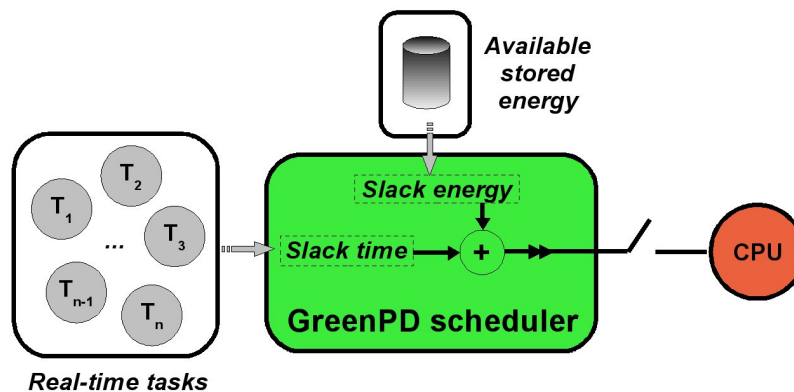 Available
stored
energy
Slack energy
T1
T2
...
T3
Tn-1
Tn
Slack time
+
CPU
GreenPD scheduler
Real-time tasks